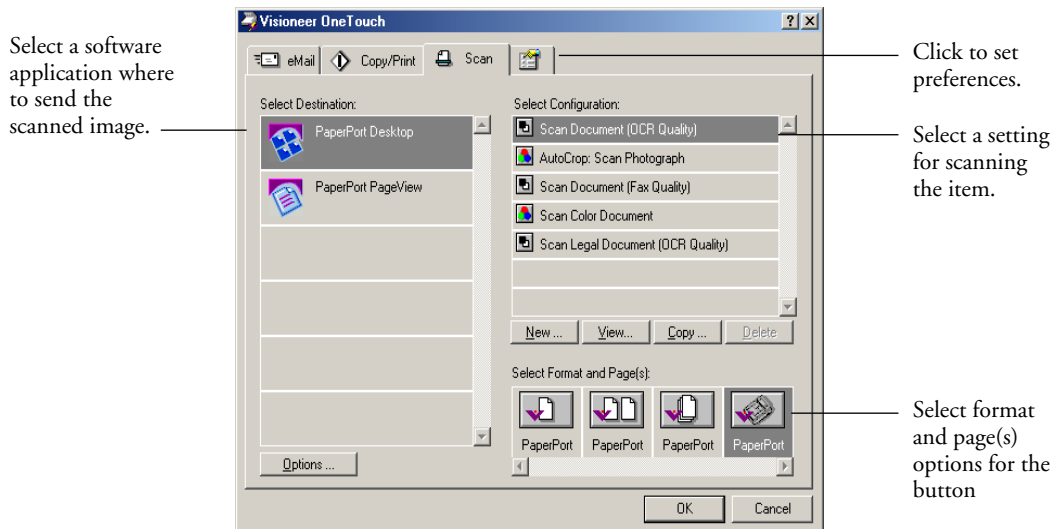 Visioneer OneTouch
Select a software
application where
to send the
scanned image.
eMail
Copy/Print
Scan
Click to set
preferences.
Select Destination:
PaperPort Desktop
PaperPort PageView
Options ...
Select Configuration:
Scan Document (OCR Quality)
AutoCrop: Scan Photograph
Scan Document (Fax Quality)
Scan Color Document
Scan Legal Document (OCR Quality)
Select a setting
for scanning
the item.
New ... View... Copy ... Delete
Select Format and Page(s):
PaperPort PaperPort PaperPort PaperPort
Select format
and page(s)
options for the
button
OK Cancel